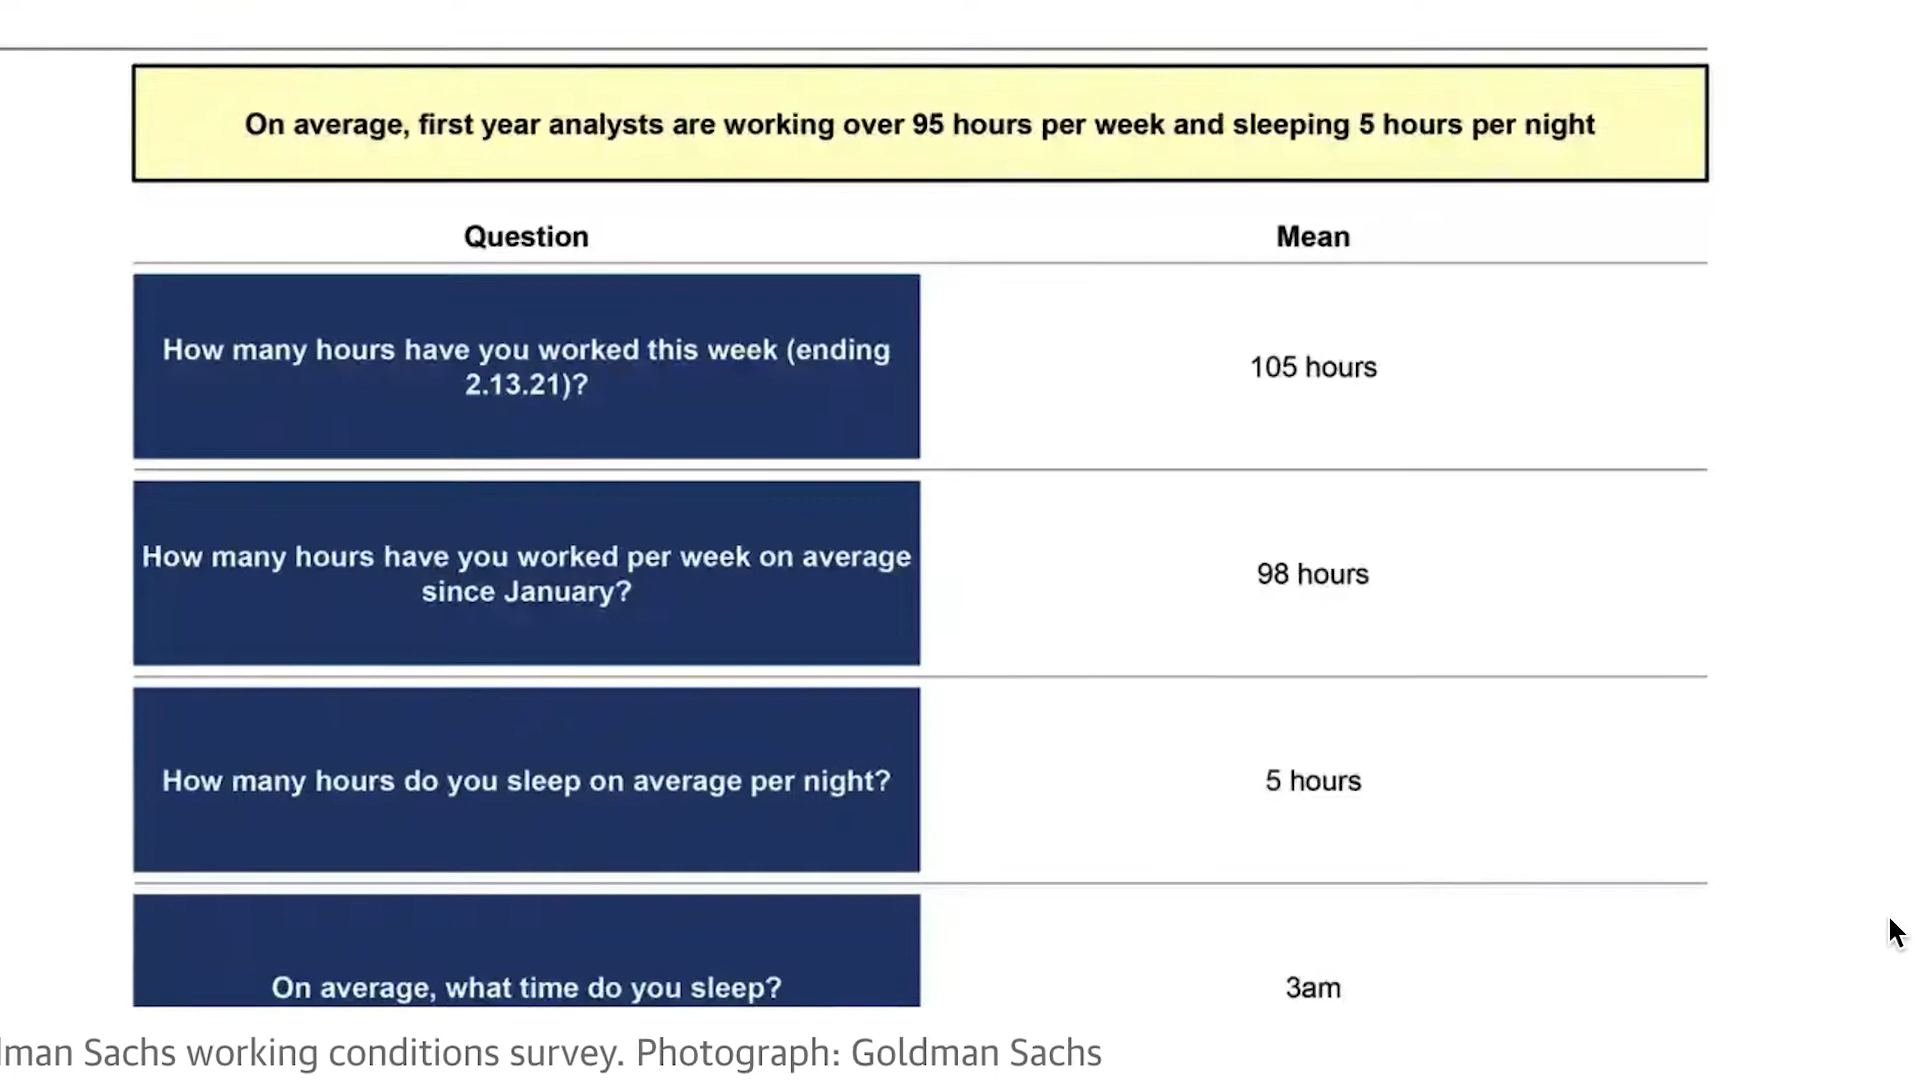 On average, first year analysts are working over 95 hours per week and sleeping 5 hours per night
Question Mean
How many hours have you worked this week (ending
2.13.21)?
105 hours
How many hours have you worked per week on average
since January?
98 hours
How many hours do you sleep on average per night?
5 hours
On average, what time do you sleep?
3am
Sachs working conditions survey. Photograph: Goldman Sachs